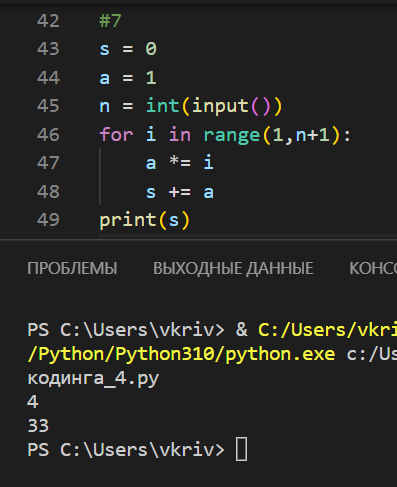 42 #7
43 s = 0
44 a = 1
45 n = int(input())
46 for i in range(1,n+1):
47     a *= i
48     s += a
49 print(s)
ПРОБЛЕМЫ ВЫХОДНЫЕ ДАННЫЕ
PS C:\Users\vkriv> & C:/Users/vkri
/Python/Python310/python.exe c:/Us
кодинга_4.py
4
33
PS C:\Users\vkriv>